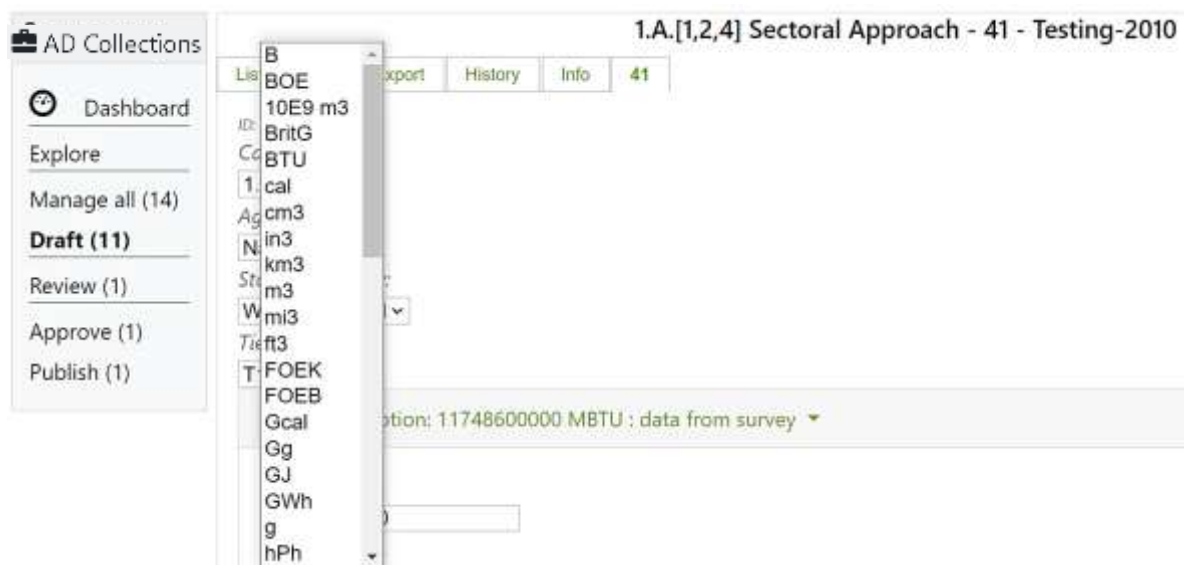 1.A.[1,2,4] Sectoral Approach - 41 - Testing-2010
AD Collections
Dashboard
Explore
Manage all (14)
Draft (11)
Review (1)
Approve (1)
Publish (1)
History
Info
41
ID:
B
BOE
10E9 m3
BritG
BTU
cal
cm3
in3
km3
m3
mi3
ft3
FOEK
FOEB
Gcal
Gg
GJ
GWh
g
hPh
11748600000 MBTU : data from survey